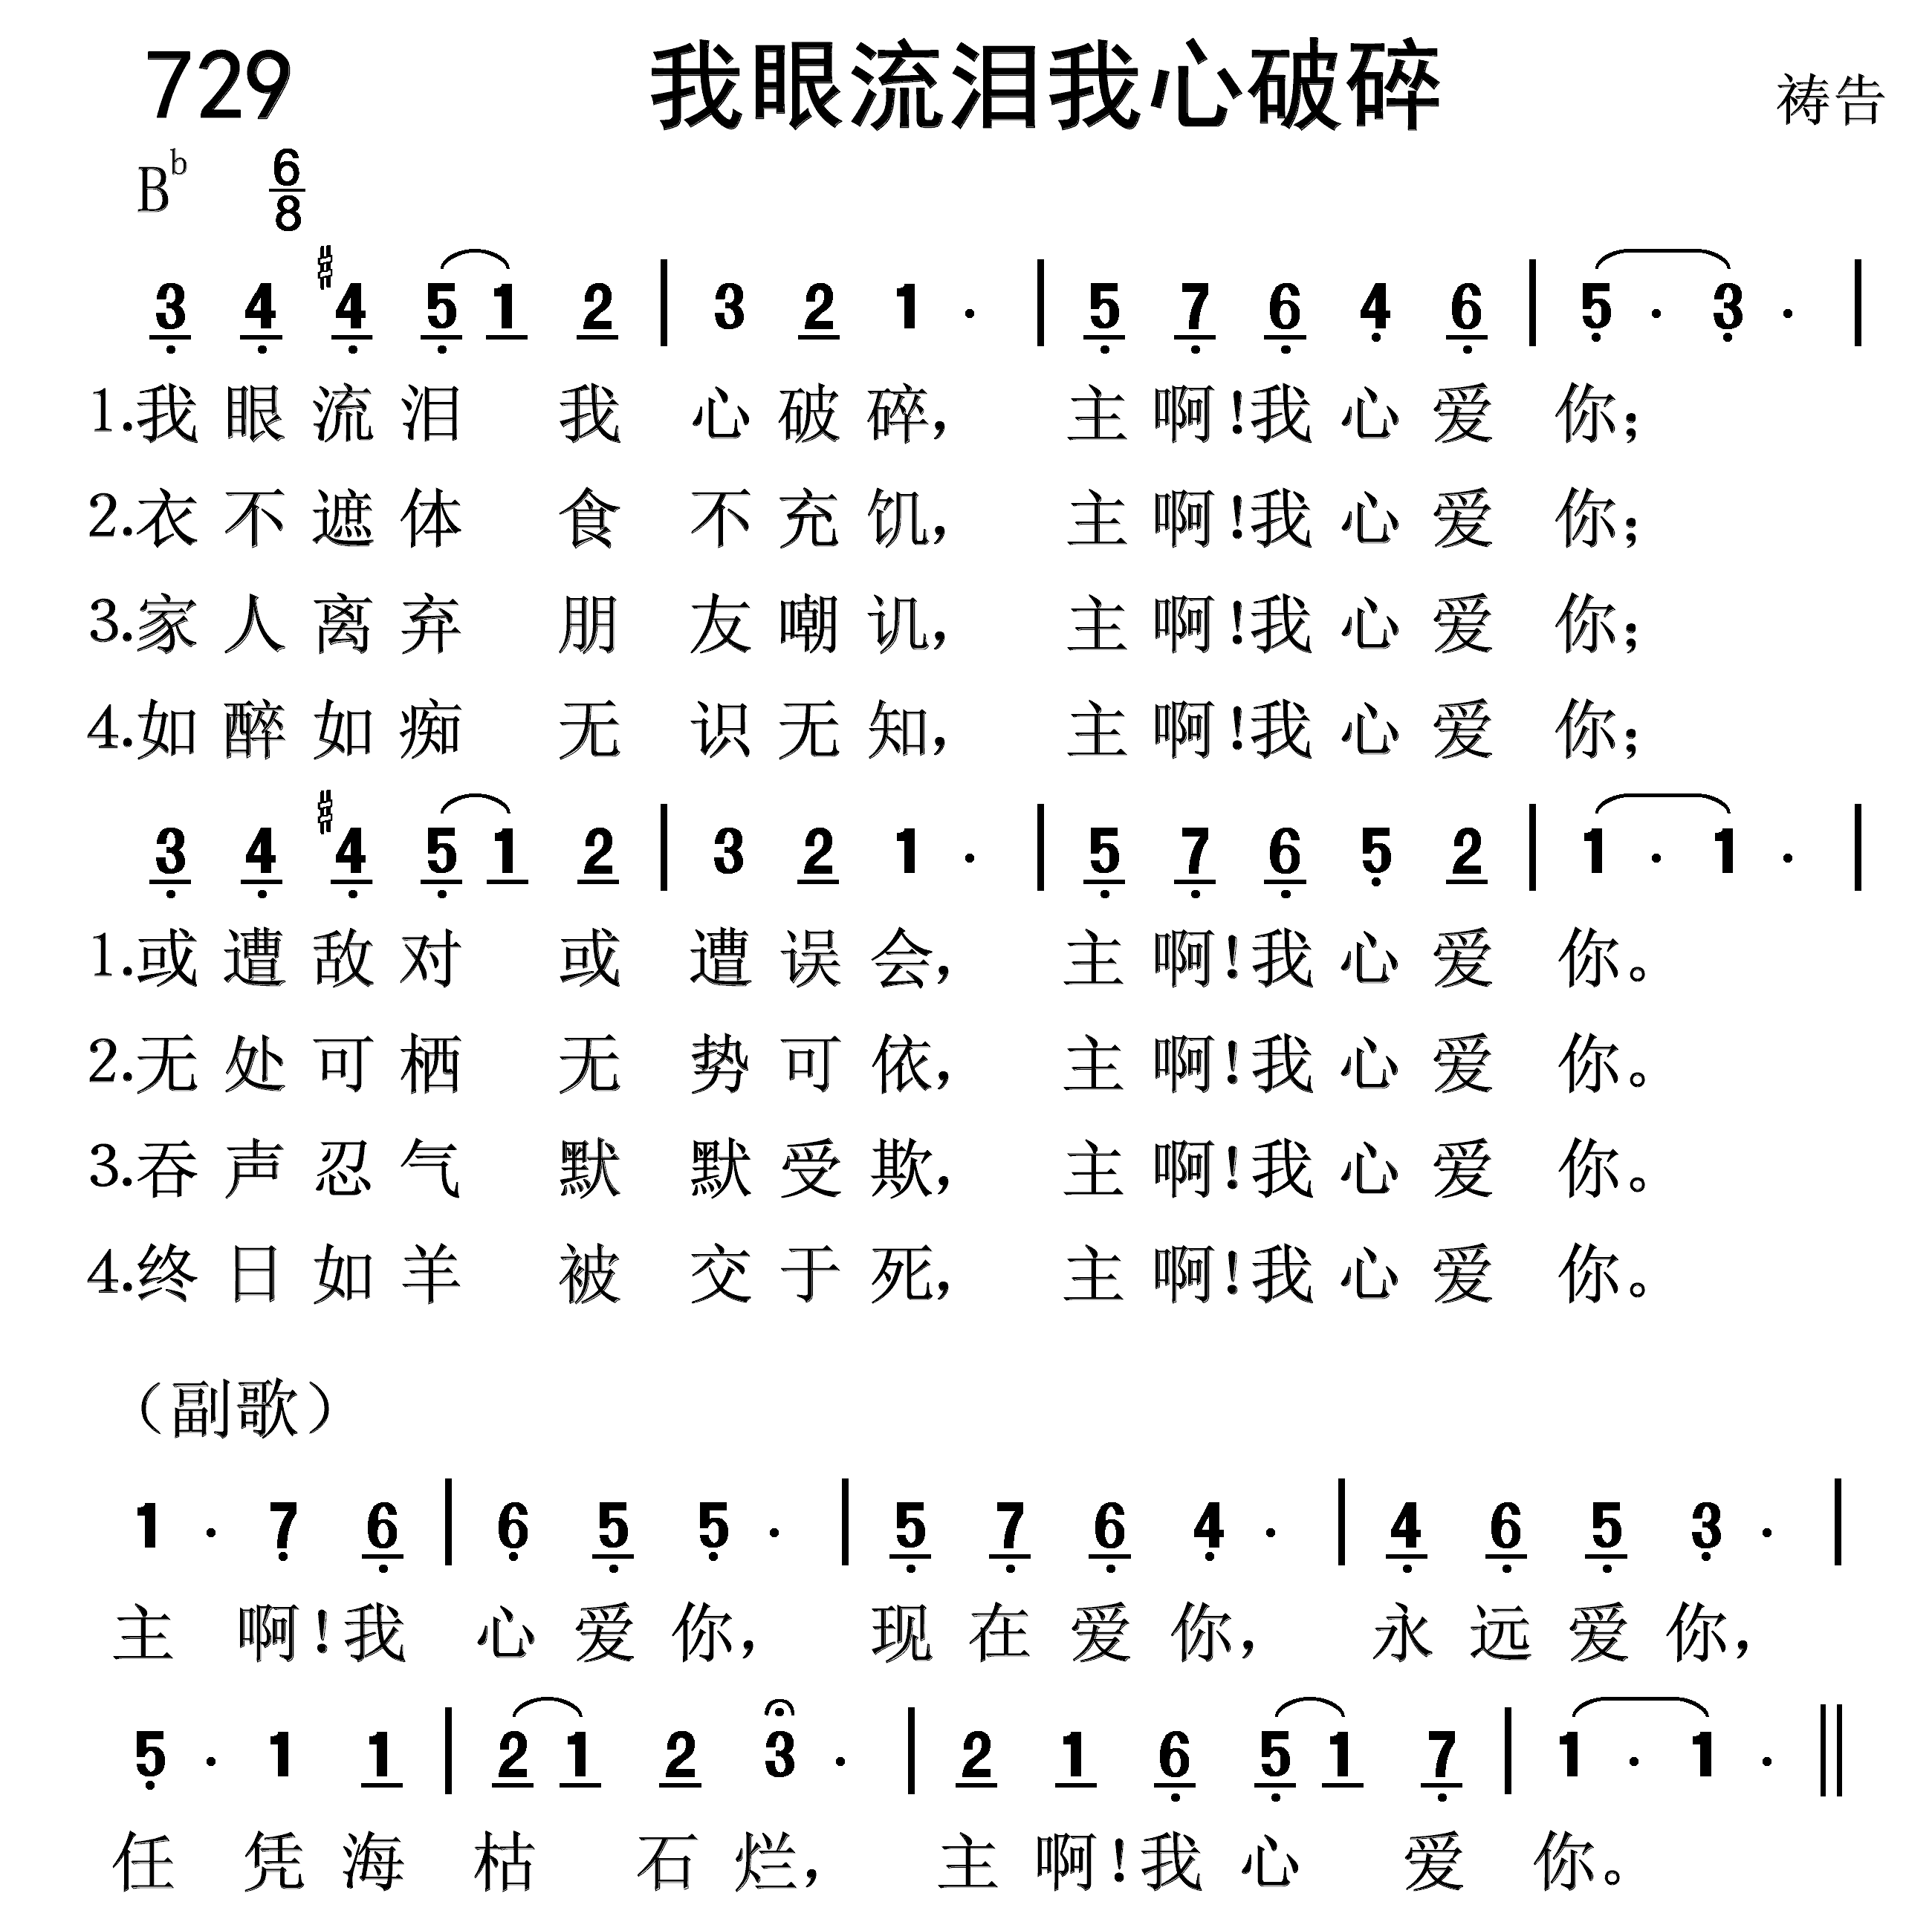 729 我眼流泪我心破碎 祷告
B♭ 6/8
3 4 #4 5 1 2 | 3 2 1 · | 5 7 6 4 6 | 5 · 3 · |
1.我眼流泪我心破碎，主啊！我心爱你；
2.衣不遮体食不充饥，主啊！我心爱你；
3.家人离弃朋友嘲讥，主啊！我心爱你；
4.如醉如痴无识无知，主啊！我心爱你；
3 4 #4 5 1 2 | 3 2 1 · | 5 7 6 5 2 | 1 · 1 · |
1.或遭敌对或遭误会，主啊！我心爱你。
2.无处可栖无势可依，主啊！我心爱你。
3.吞声忍气默默受欺，主啊！我心爱你。
4.终日如羊被交于死，主啊！我心爱你。
（副歌）
1 · 7 6 | 6 5 5 · | 5 7 6 4 · | 4 6 5 3 · |
主啊！我心爱你，现在爱你，永远爱你，
5 · 1 1 | 2 1 2 3 · | 2 1 6 5 1 7 | 1 · 1 · ‖
任凭海枯石烂，主啊！我心爱你。